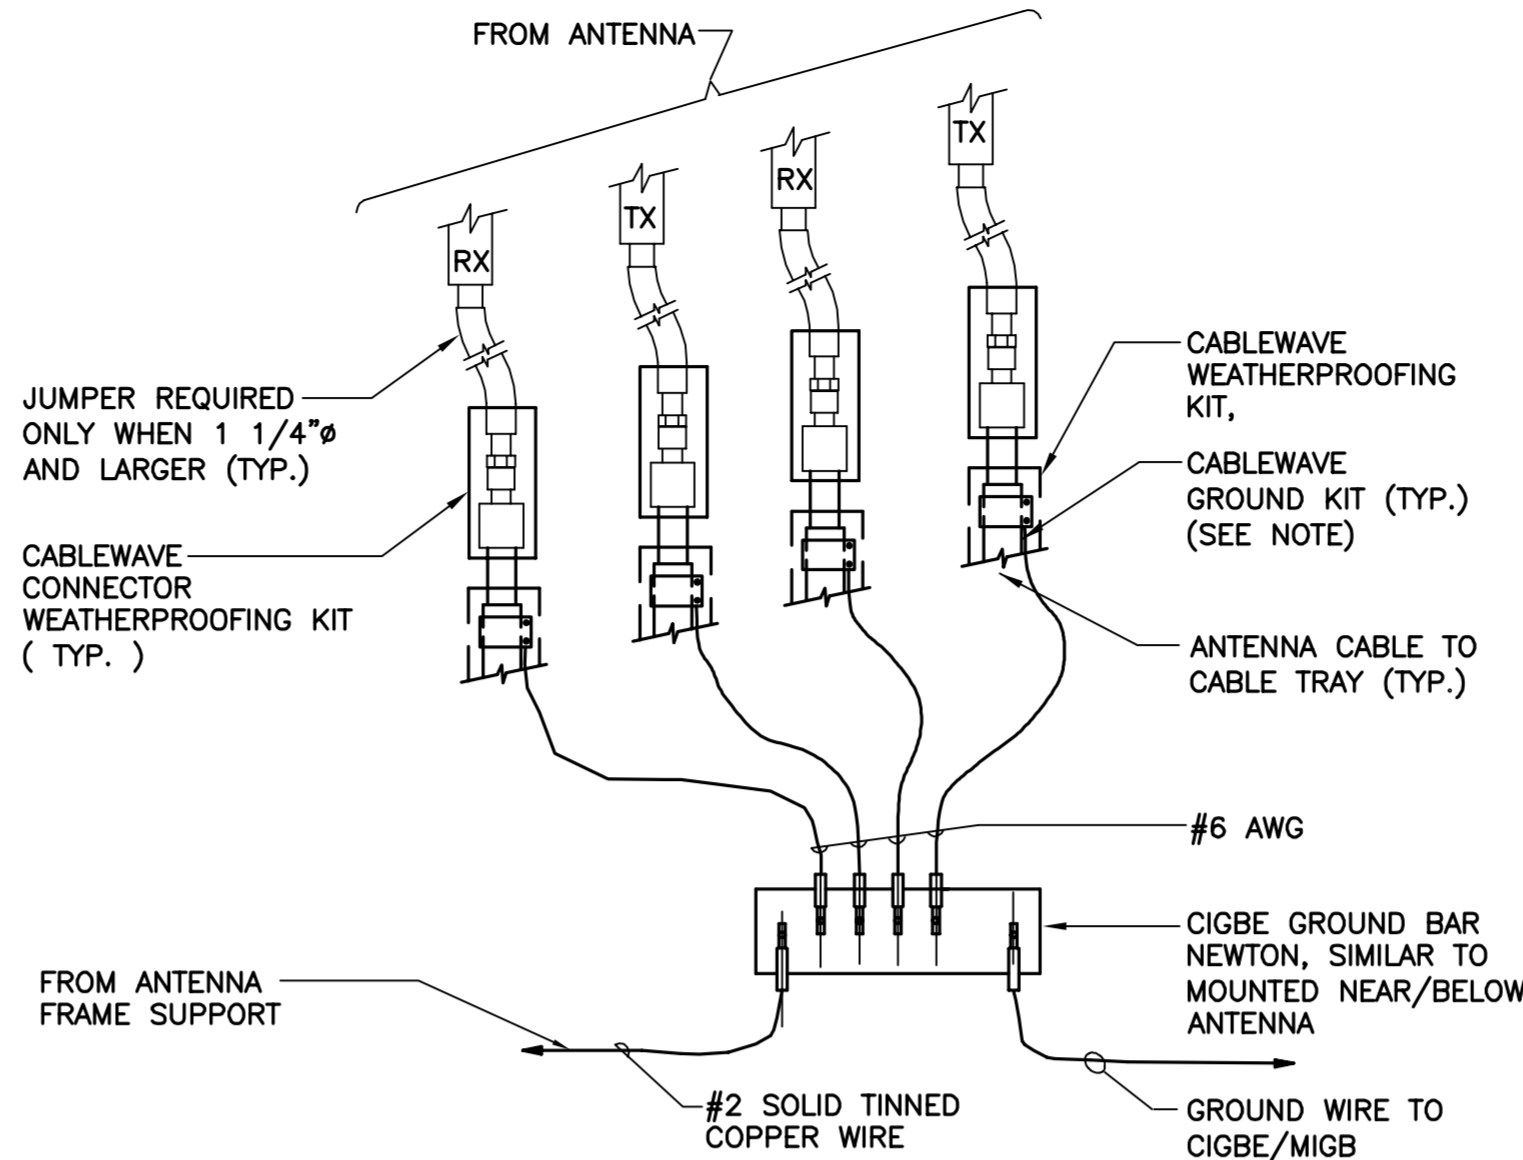 FROM ANTENNA
TX
RX
TX
RX
JUMPER REQUIRED
ONLY WHEN 1 1/4"ø
AND LARGER (TYP.)
CABLEWAVE
CONNECTOR
WEATHERPROOFING KIT
( TYP. )
CABLEWAVE
WEATHERPROOFING
KIT,
CABLEWAVE
GROUND KIT (TYP.)
(SEE NOTE)
ANTENNA CABLE TO
CABLE TRAY (TYP.)
#6 AWG
CIGBE GROUND BAR
NEWTON, SIMILAR TO
MOUNTED NEAR/BELOW
ANTENNA
FROM ANTENNA
FRAME SUPPORT
#2 SOLID TINNED
COPPER WIRE
GROUND WIRE TO
CIGBE/MIGB